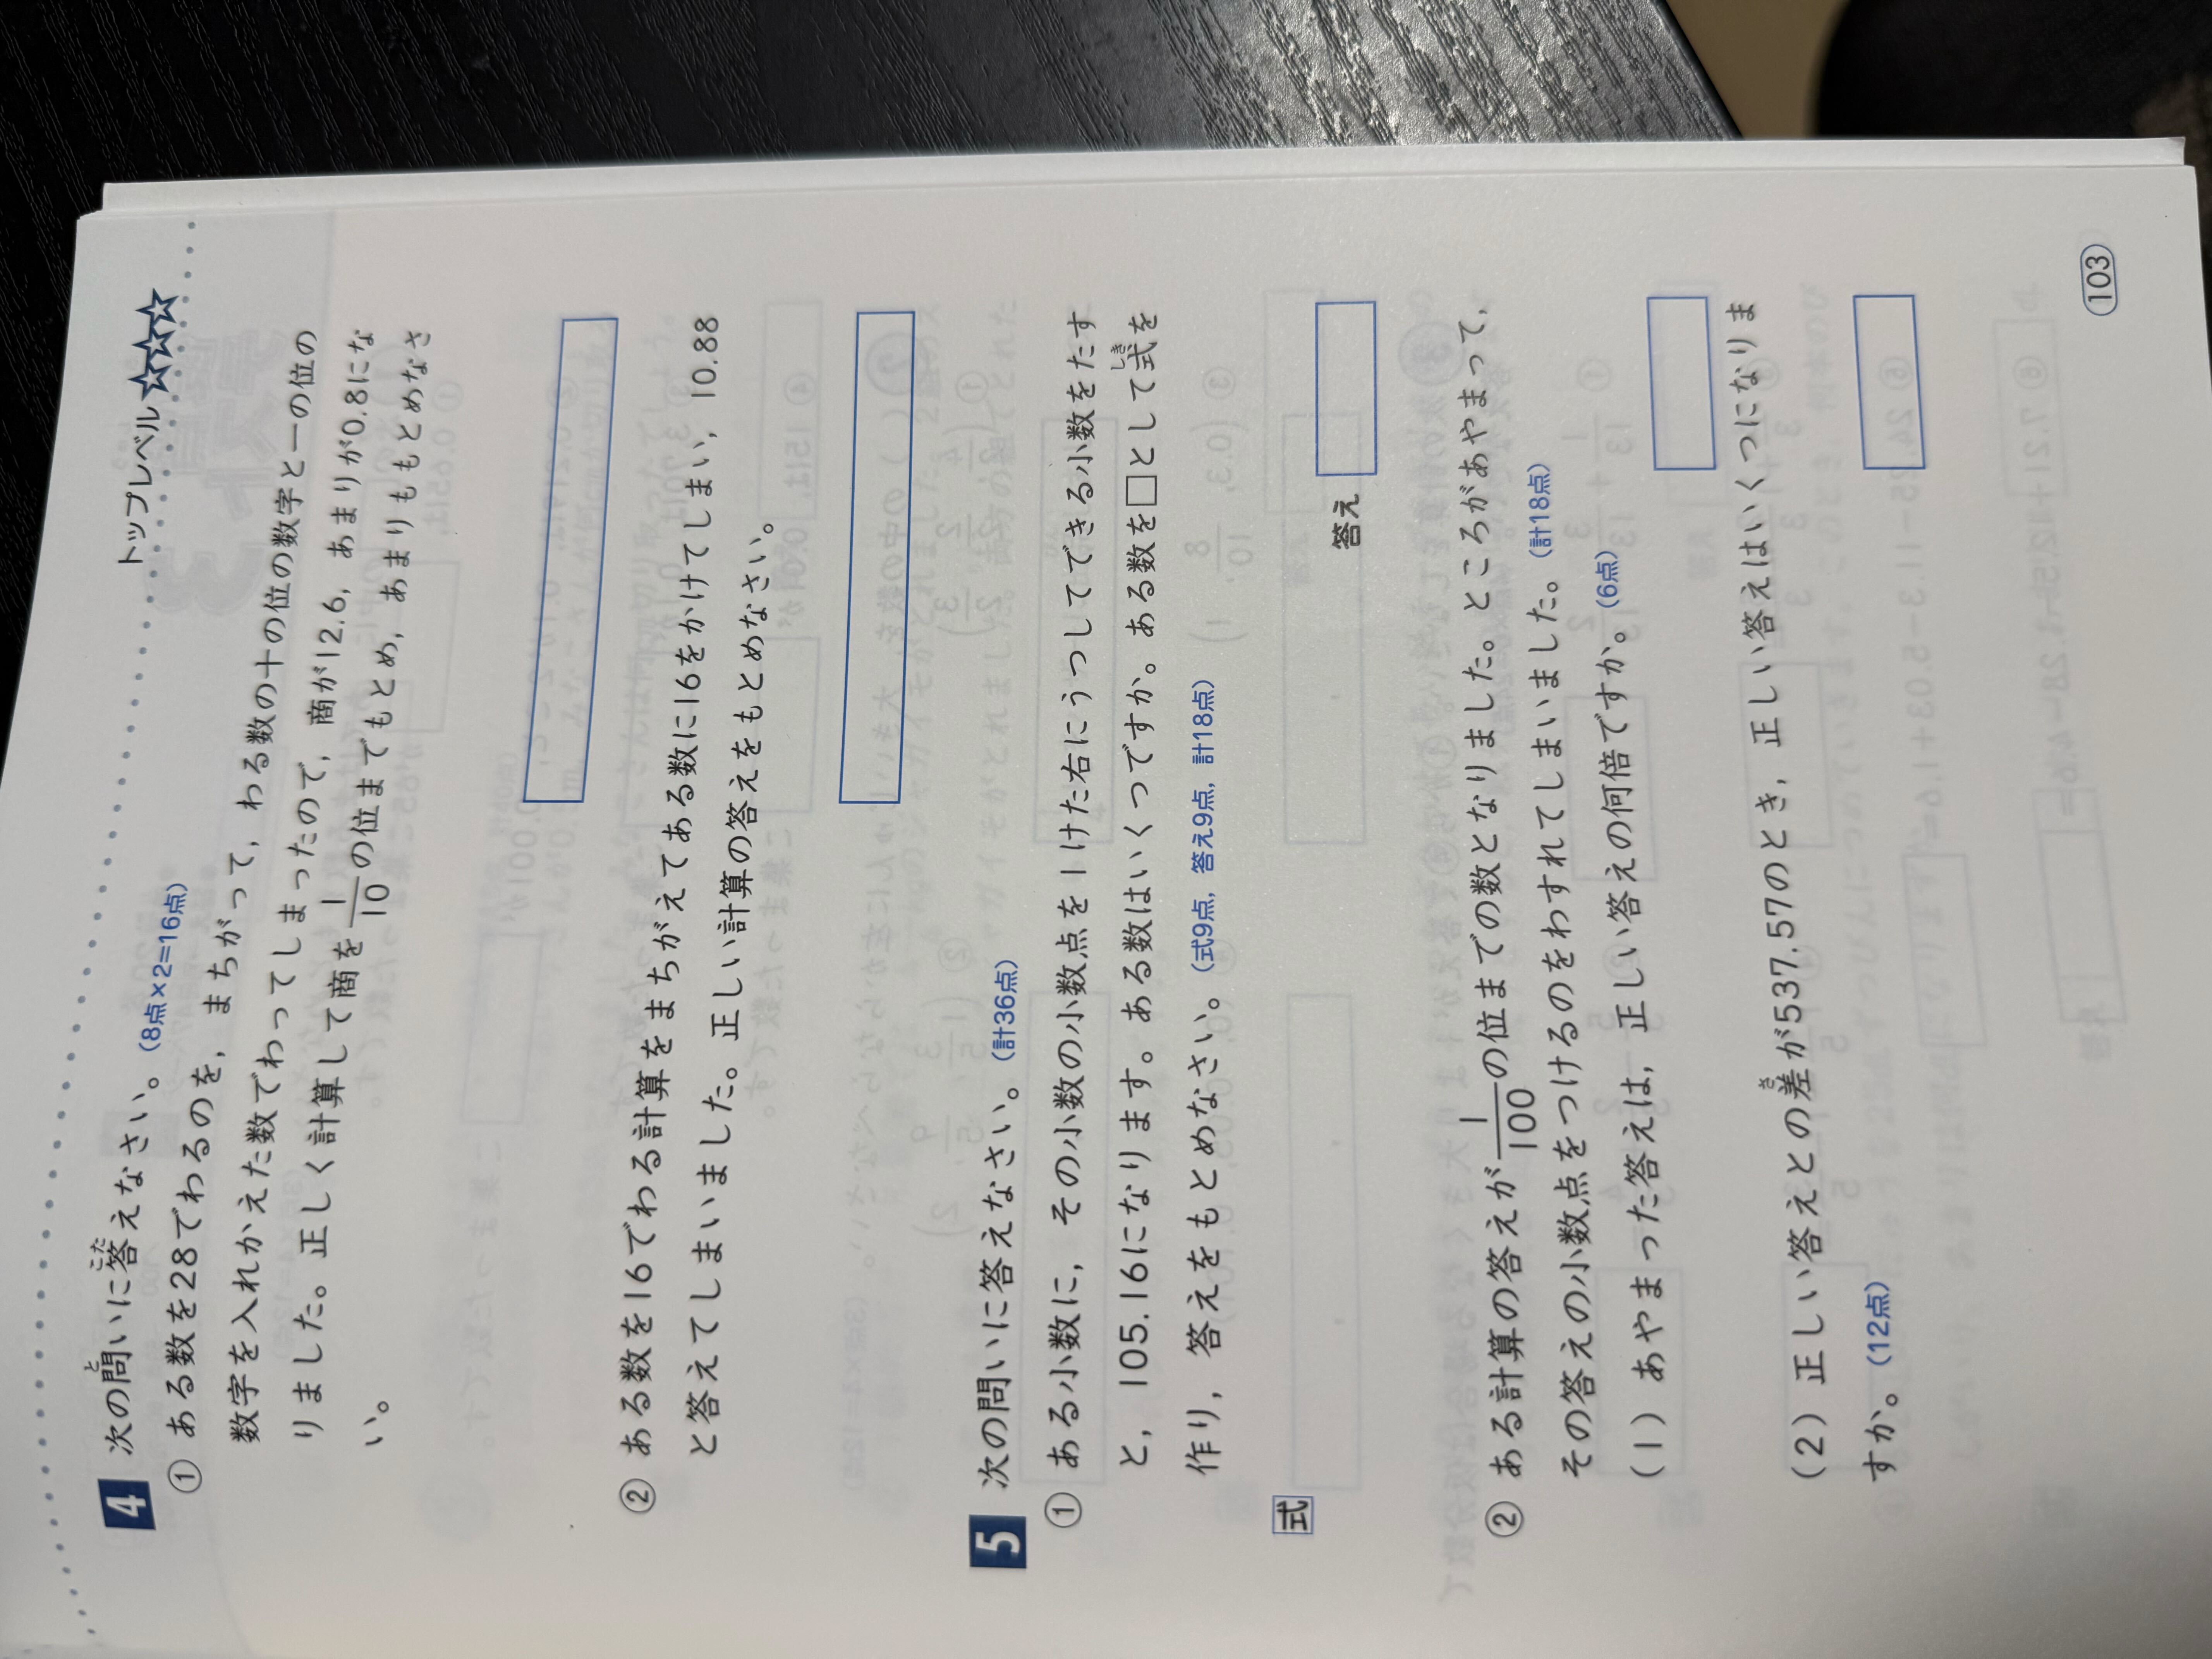 トップレベル☆☆☆
4 次の問いに答えなさい。(8点×2=16点)
① ある数を28でわるのを,まちがって,わる数の十の位の数字と一の位の
数字を入れかえた数でわってしまったので,商が12.6,あまりが0.8にな
りました。正しく計算して商を1/10の位までもとめ,あまりももとめなさ
い。
② ある数を16でわる計算をまちがえてある数に16をかけてしまい,10.88
と答えてしまいました。正しい計算の答えをもとめなさい。
5 次の問いに答えなさい。(計36点)
① ある小数に,その小数の小数点を1けた右にうつしてできる小数をたす
と,105.16になります。ある数はいくつですか。ある数を□として式を
作り,答えをもとめなさい。(式9点,答え9点,計18点)
式
答え
② ある計算の答えが1/100の位までの数となりました。ところがあやまって,
その答えの小数点をつけるのをわすれてしまいました。(計18点)
(1) あやまった答えは,正しい答えの何倍ですか。(6点)
(2) 正しい答えとの差が537.57のとき,正しい答えはいくつになりま
すか。(12点)
103